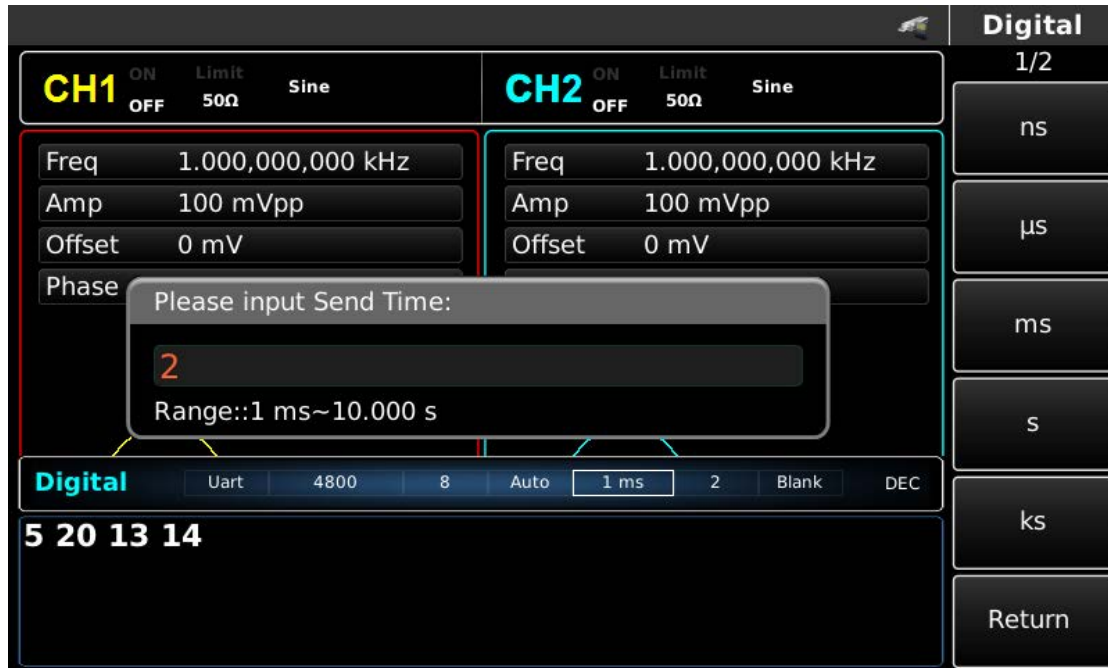 Digital
1/2
CH1 ON OFF Limit 50Ω Sine
CH2 ON OFF Limit 50Ω Sine
Freq 1.000,000,000 kHz
Amp 100 mVpp
Offset 0 mV
Phase
Freq 1.000,000,000 kHz
Amp 100 mVpp
Offset 0 mV
Please input Send Time:
2
Range::1 ms~10.000 s
Digital Uart 4800 8 Auto 1 ms 2 Blank DEC
5 20 13 14
ns
µs
ms
s
ks
Return